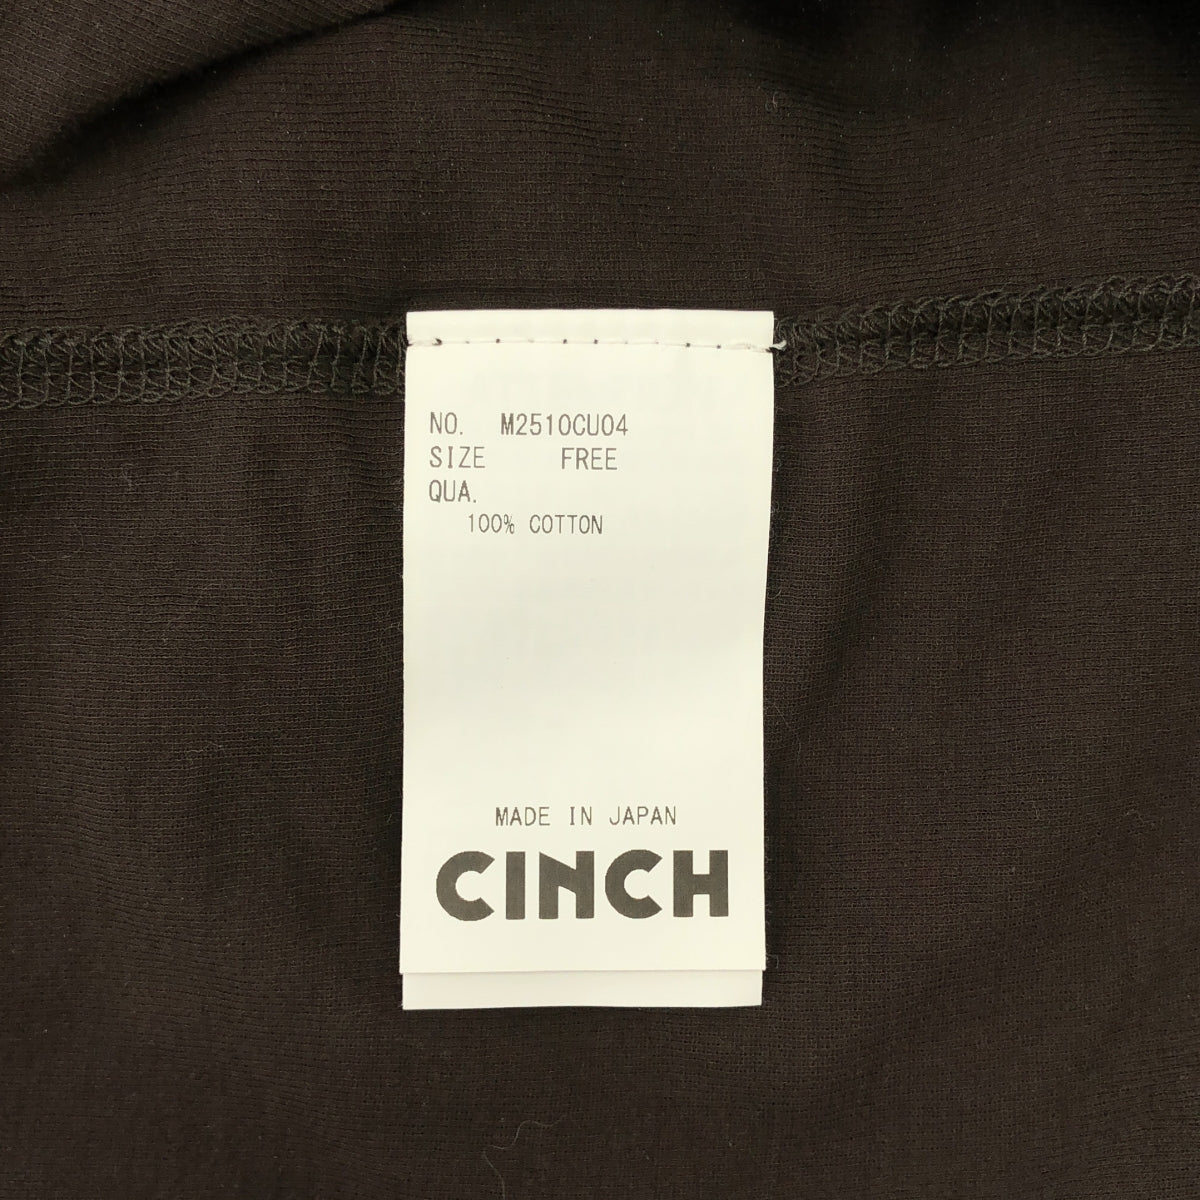 NO. M2510CU04
SIZE FREE
QUA.
100% COTTON
MADE IN JAPAN
CINCH